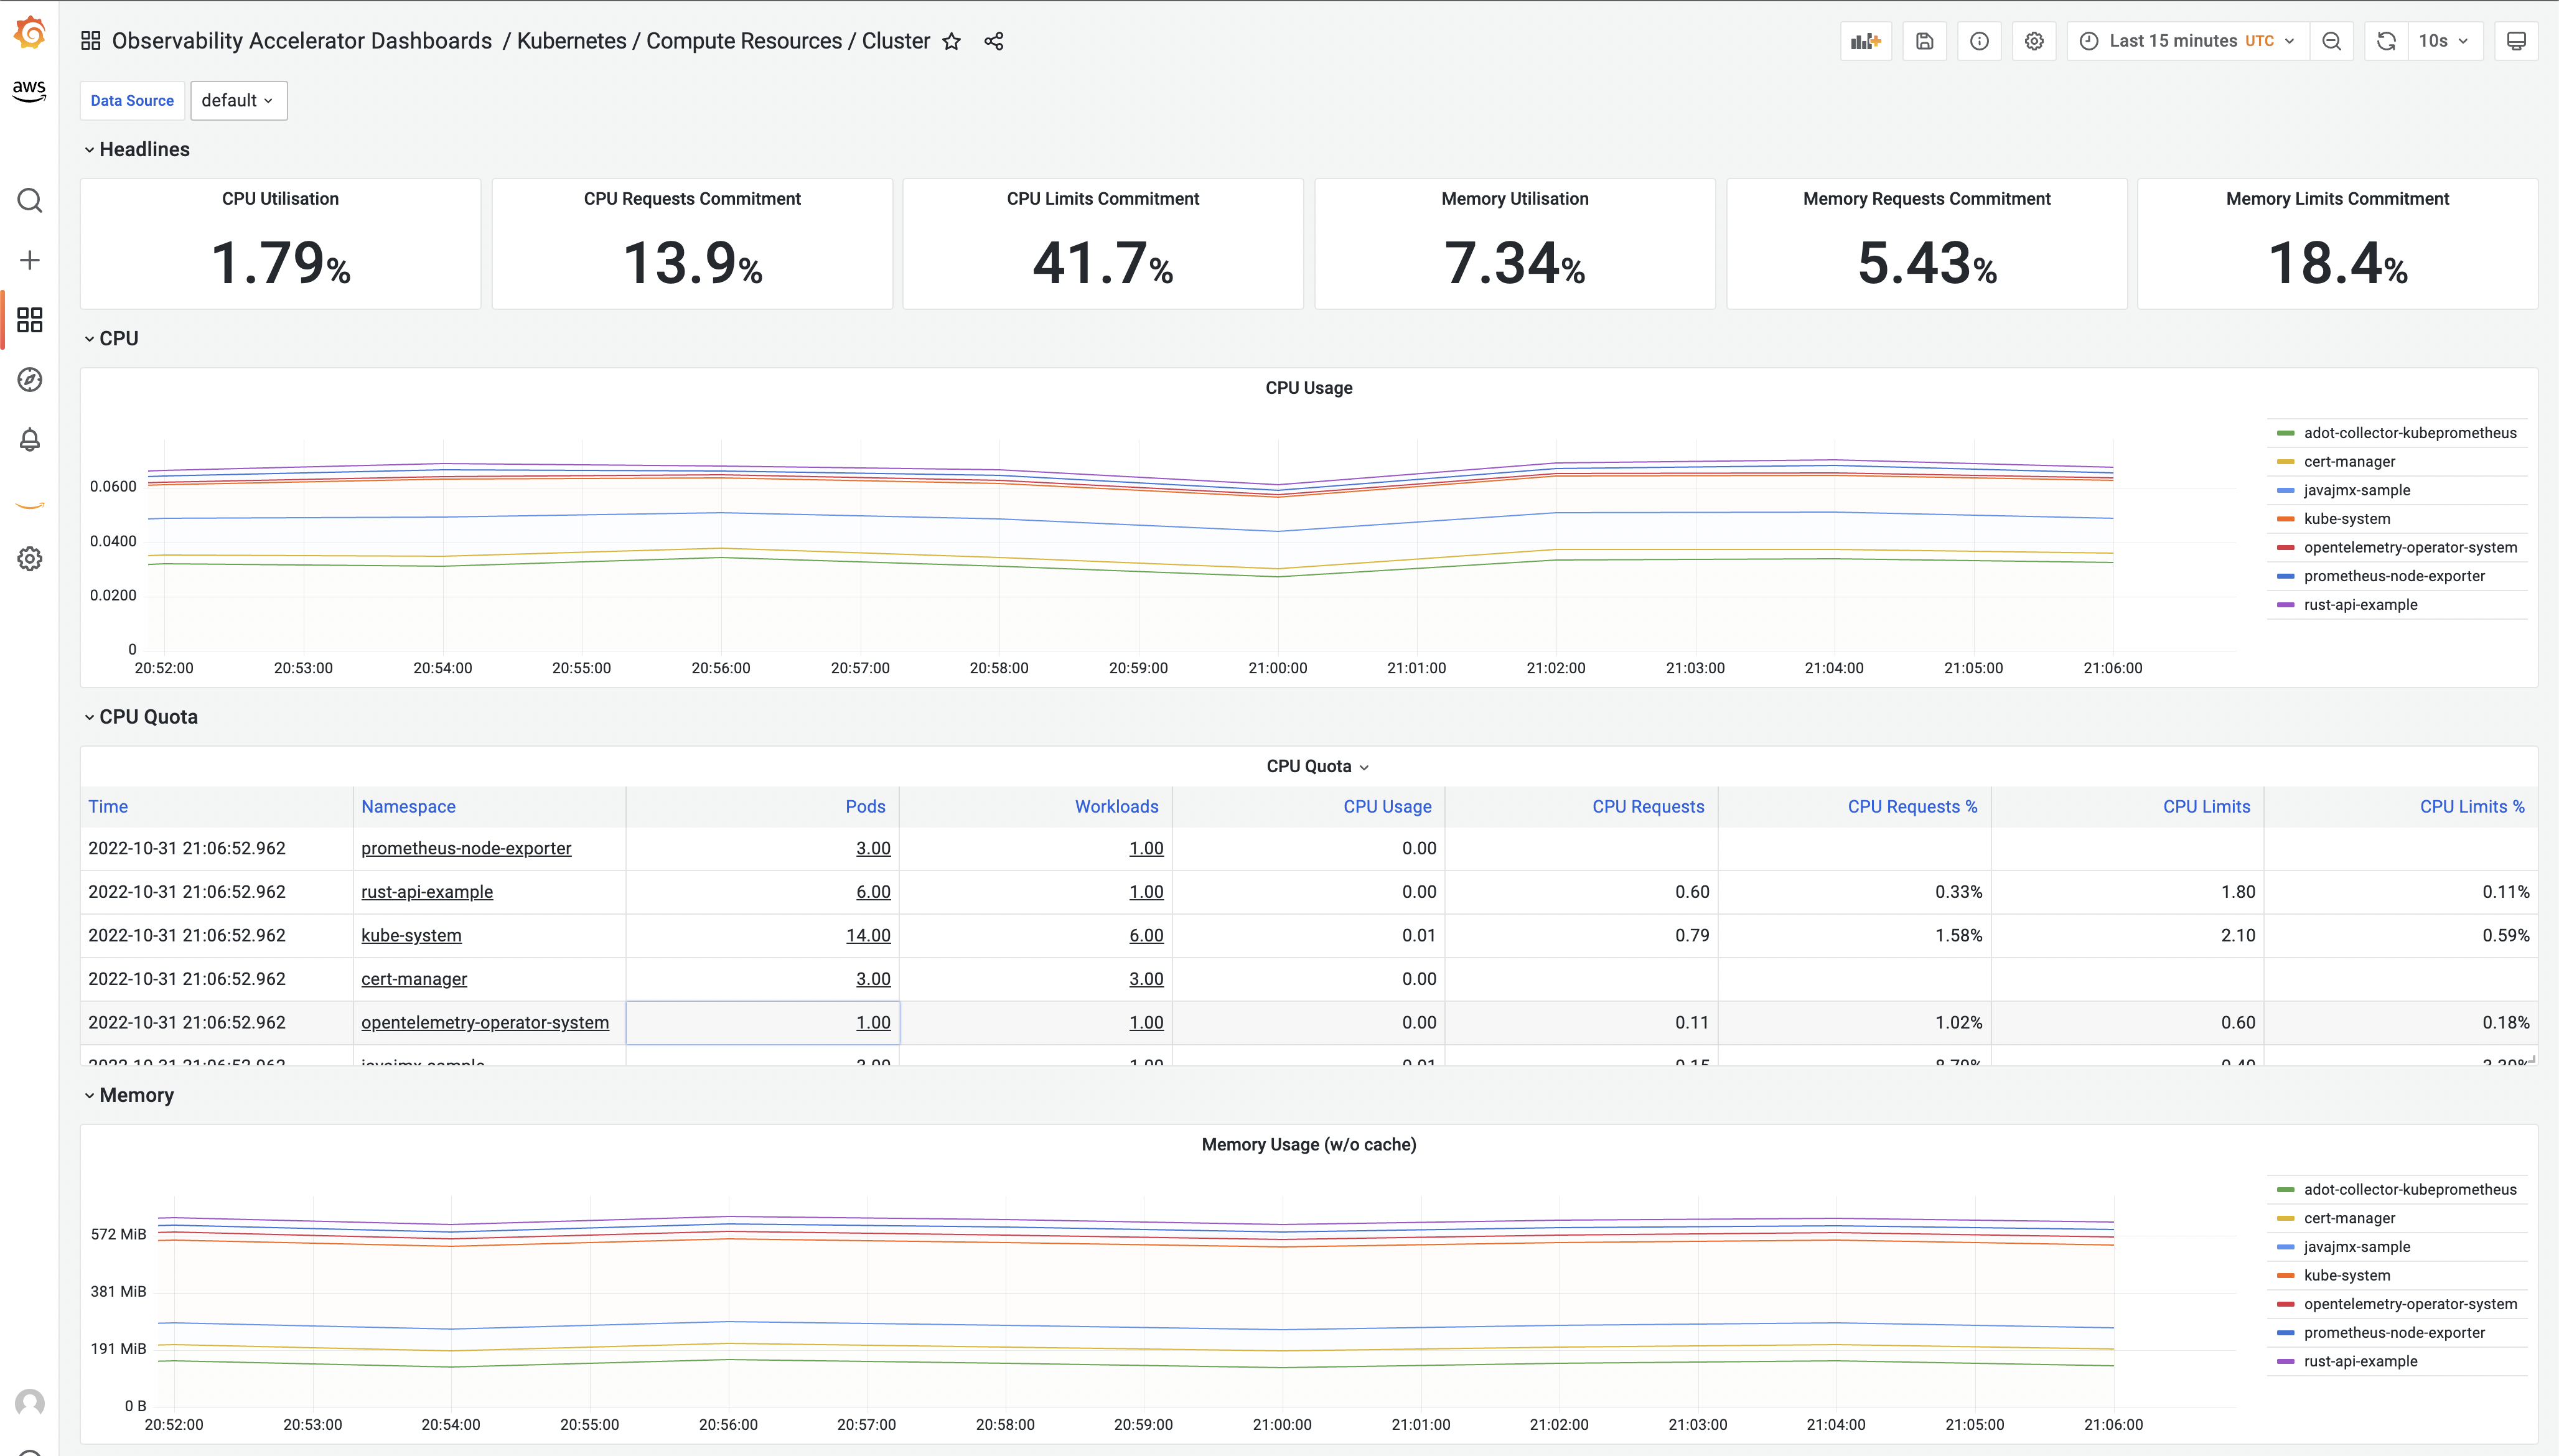 Observability Accelerator Dashboards / Kubernetes / Compute Resources / Cluster
Last 15 minutes UTC
10s
aws
Data Source default
Headlines
CPU Utilisation CPU Requests Commitment CPU Limits Commitment Memory Utilisation Memory Requests Commitment Memory Limits Commitment
1.79% 13.9% 41.7% 7.34% 5.43% 18.4%
CPU
CPU Usage
0.0600
0.0400
0.0200
0
20:52:00 20:53:00 20:54:00 20:55:00 20:56:00 20:57:00 20:58:00 20:59:00 21:00:00 21:01:00 21:02:00 21:03:00 21:04:00 21:05:00 21:06:00
adot-collector-kubeprometheus
cert-manager
javajmx-sample
kube-system
opentelemetry-operator-system
prometheus-node-exporter
rust-api-example
CPU Quota
CPU Quota
Time Namespace Pods Workloads CPU Usage CPU Requests CPU Requests % CPU Limits CPU Limits %
2022-10-31 21:06:52.962 prometheus-node-exporter 3.00 1.00 0.00
2022-10-31 21:06:52.962 rust-api-example 6.00 1.00 0.00 0.60 0.33% 1.80 0.11%
2022-10-31 21:06:52.962 kube-system 14.00 6.00 0.01 0.79 1.58% 2.10 0.59%
2022-10-31 21:06:52.962 cert-manager 3.00 3.00 0.00
2022-10-31 21:06:52.962 opentelemetry-operator-system 1.00 1.00 0.00 0.11 1.02% 0.60 0.18%
2022-10-31 21:06:52.962 javajmx-sample
Memory
Memory Usage (w/o cache)
572 MiB
381 MiB
191 MiB
0 B
20:52:00 20:53:00 20:54:00 20:55:00 20:56:00 20:57:00 20:58:00 20:59:00 21:00:00 21:01:00 21:02:00 21:03:00 21:04:00 21:05:00 21:06:00
adot-collector-kubeprometheus
cert-manager
javajmx-sample
kube-system
opentelemetry-operator-system
prometheus-node-exporter
rust-api-example